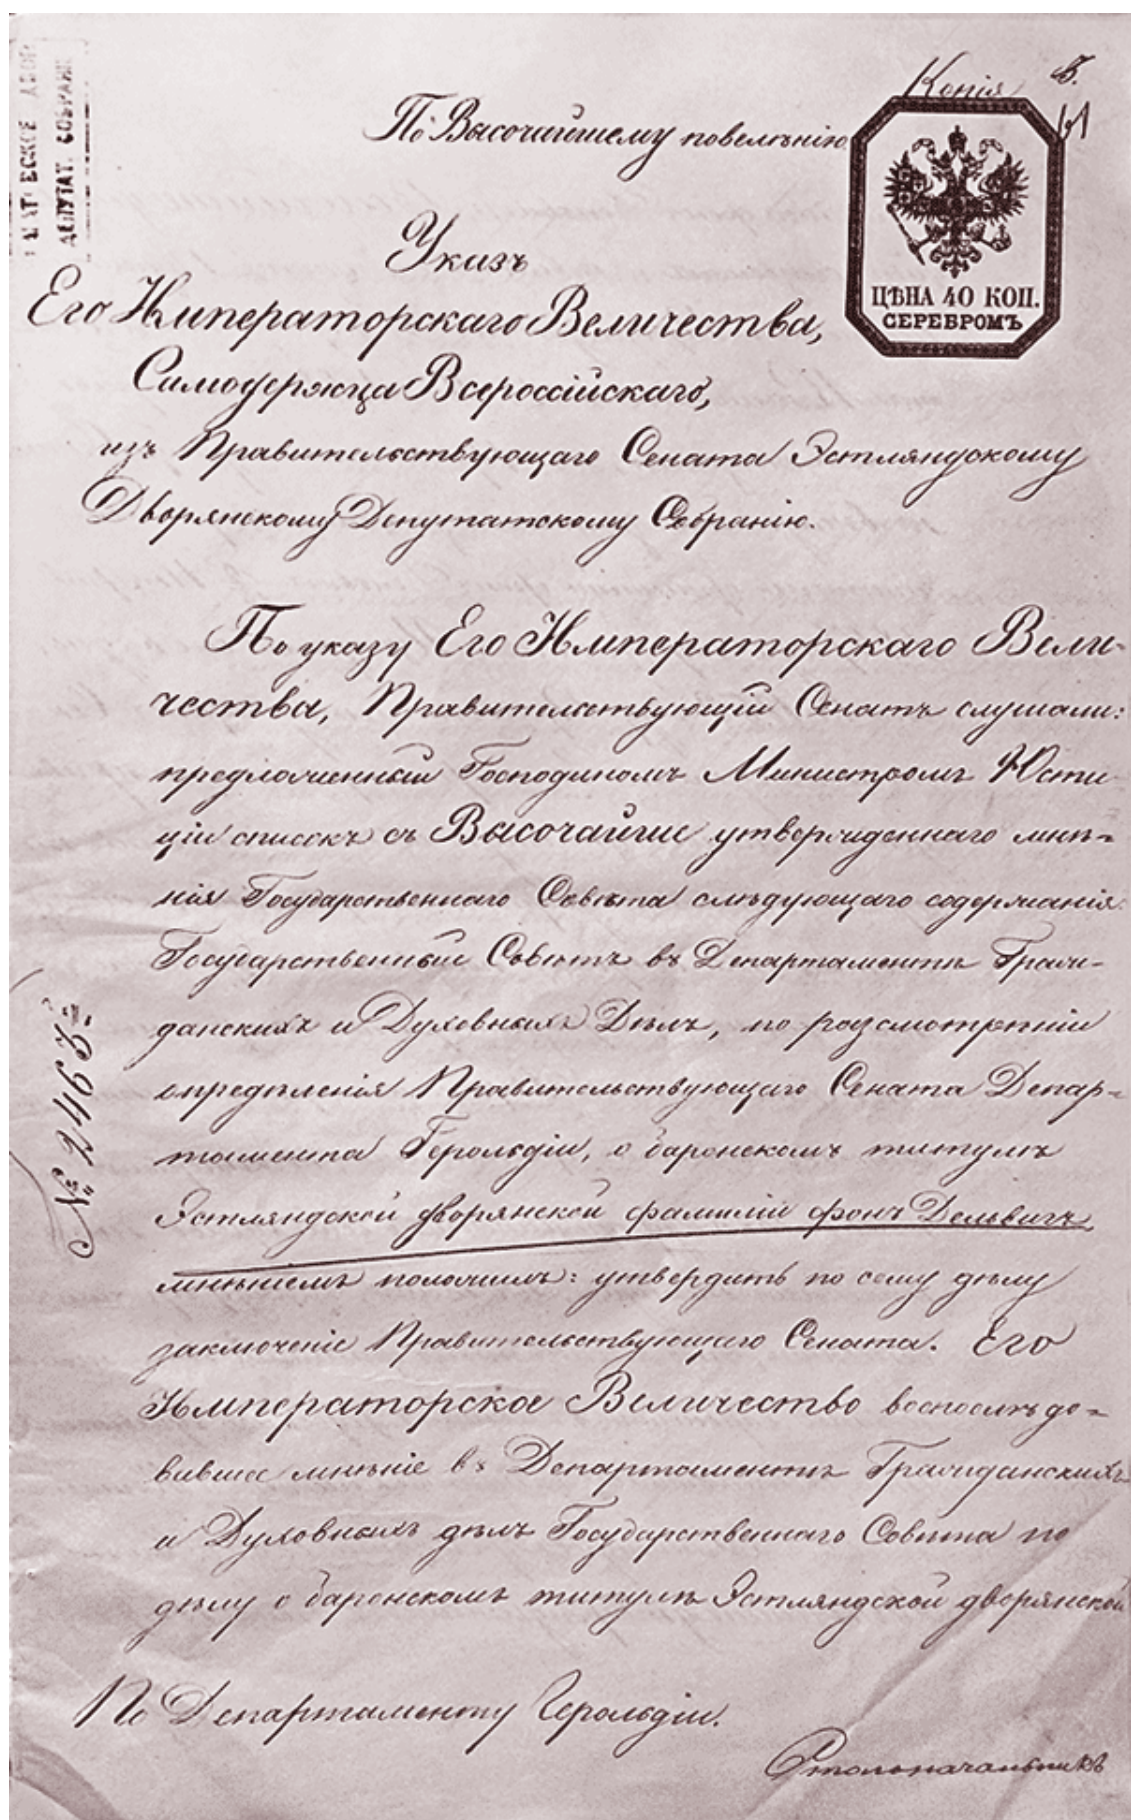 Копія
По Высочайшему повелѣнію
ЦѢНА 40 КОП.
СЕРЕБРОМЪ
ДЕПУТАТ. СОБРАНІ
Указъ
Его Императорскаго Величества,
Самодержца Всероссійскаго,
изъ Правительствующаго Сената Эстляндскому
Дворянскому Депутатскому Собранію.
По указу Его Императорскаго Вели-
чества, Правительствующій Сенатъ слушали:
предложенный Господиномъ Министромъ Юсти
ціи списокъ съ Высочайше утвержденнаго мнѣ-
нія Государственнаго Совѣта слѣдующаго содержанія:
Государственный Совѣтъ въ Департаментѣ Граж-
данскихъ и Духовныхъ Дѣлъ, по разсмотрѣніи
опредѣленія Правительствующаго Сената Депар-
тамента Герольдіи, о баронскомъ титулѣ
Эстляндской дворянской фамиліи фонъ Дельвигъ,
мнѣніемъ положилъ: утвердить по сему дѣлу
заключеніе Правительствующаго Сената. Его
Императорское Величество воспослѣдо-
вавшее мнѣніе въ Департаментѣ Гражданскихъ
и Духовныхъ дѣлъ Государственнаго Совѣта по
дѣлу о баронскомъ титулѣ Эстляндской дворянской
№ 2463
По Департаменту Герольдіи.
Столоначальникъ